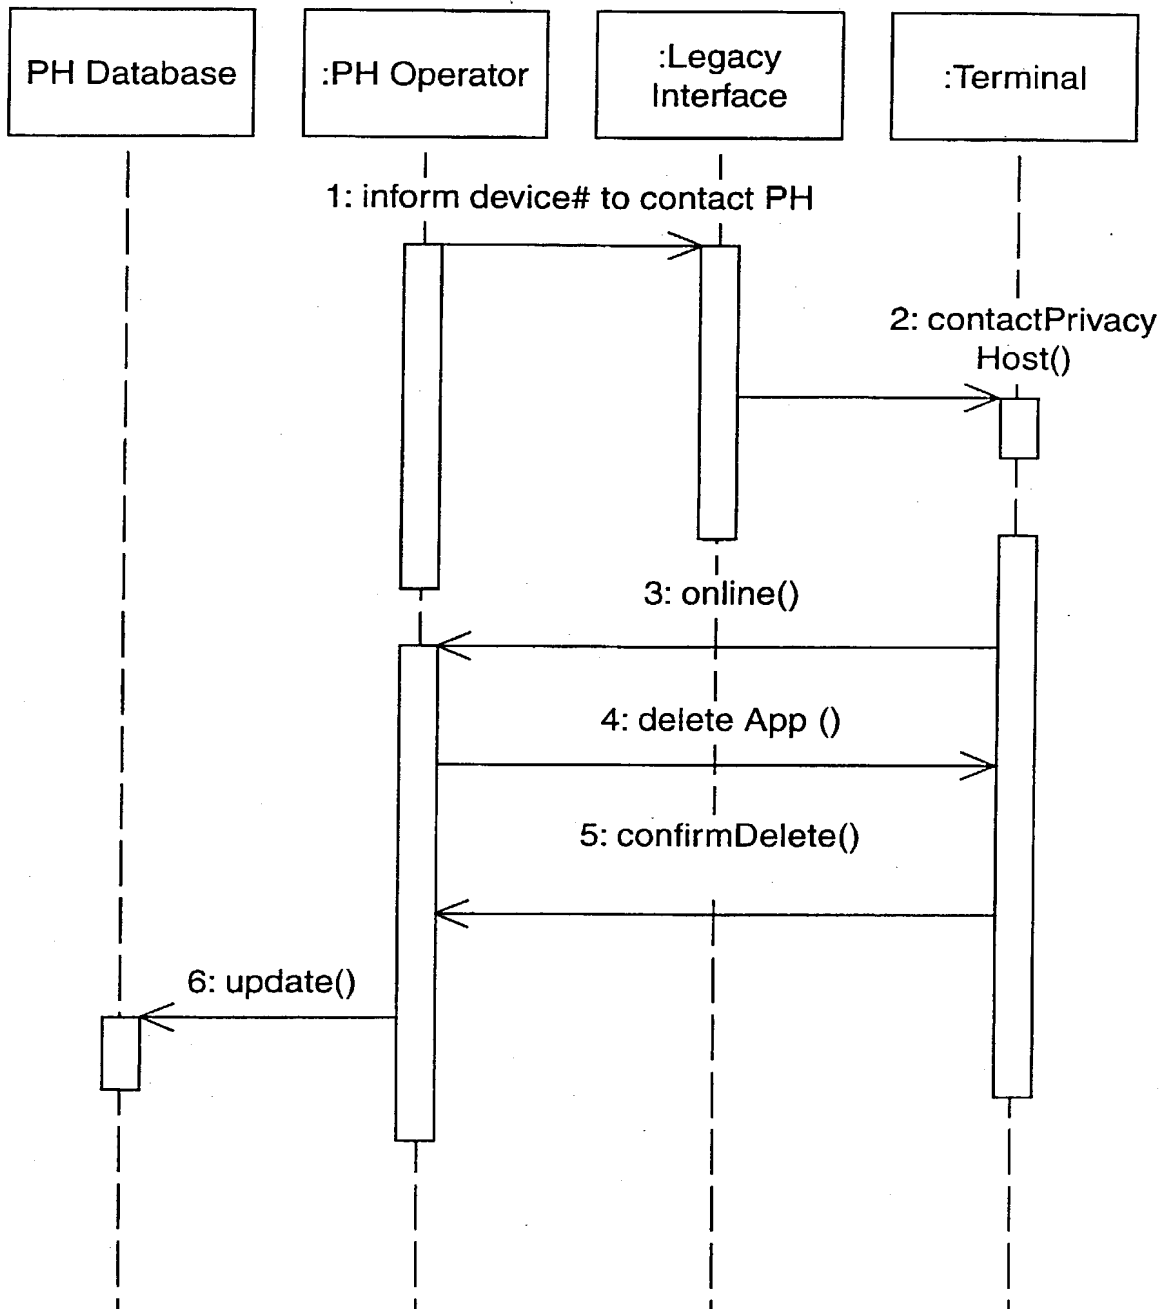 PH Database
:PH Operator
:Legacy
Interface
:Terminal
1: inform device# to contact PH
2: contactPrivacy
Host()
3: online()
4: delete App ()
5: confirmDelete()
6: update()